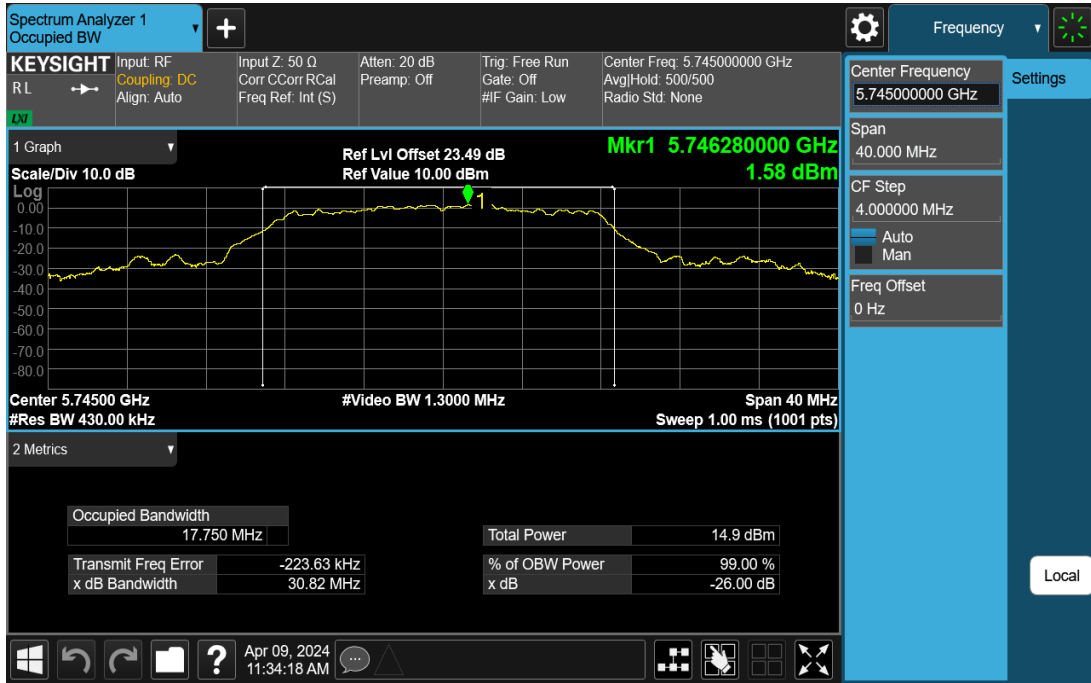 Spectrum Analyzer 1
Occupied BW
+
Frequency
KEYSIGHT
R L
LXI
Input: RF
Coupling: DC
Align: Auto
Input Z: 50 Ω
Corr CCorr RCal
Freq Ref: Int (S)
Atten: 20 dB
Preamp: Off
Trig: Free Run
Gate: Off
#IF Gain: Low
Center Freq: 5.745000000 GHz
Avg|Hold: 500/500
Radio Std: None
Center Frequency
5.745000000 GHz
Settings
Span
40.000 MHz
CF Step
4.000000 MHz
Auto
Man
Freq Offset
0 Hz
Local
1 Graph
Scale/Div 10.0 dB
Ref Lvl Offset 23.49 dB
Ref Value 10.00 dBm
Mkr1 5.746280000 GHz
1.58 dBm
Log
1
0.00
-10.0
-20.0
-30.0
-40.0
-50.0
-60.0
-70.0
-80.0
Center 5.74500 GHz
#Video BW 1.3000 MHz
Span 40 MHz
#Res BW 430.00 kHz
Sweep 1.00 ms (1001 pts)
2 Metrics
Occupied Bandwidth
17.750 MHz
Total Power 14.9 dBm
Transmit Freq Error -223.63 kHz
% of OBW Power 99.00 %
x dB Bandwidth 30.82 MHz
x dB -26.00 dB
?
Apr 09, 2024
11:34:18 AM